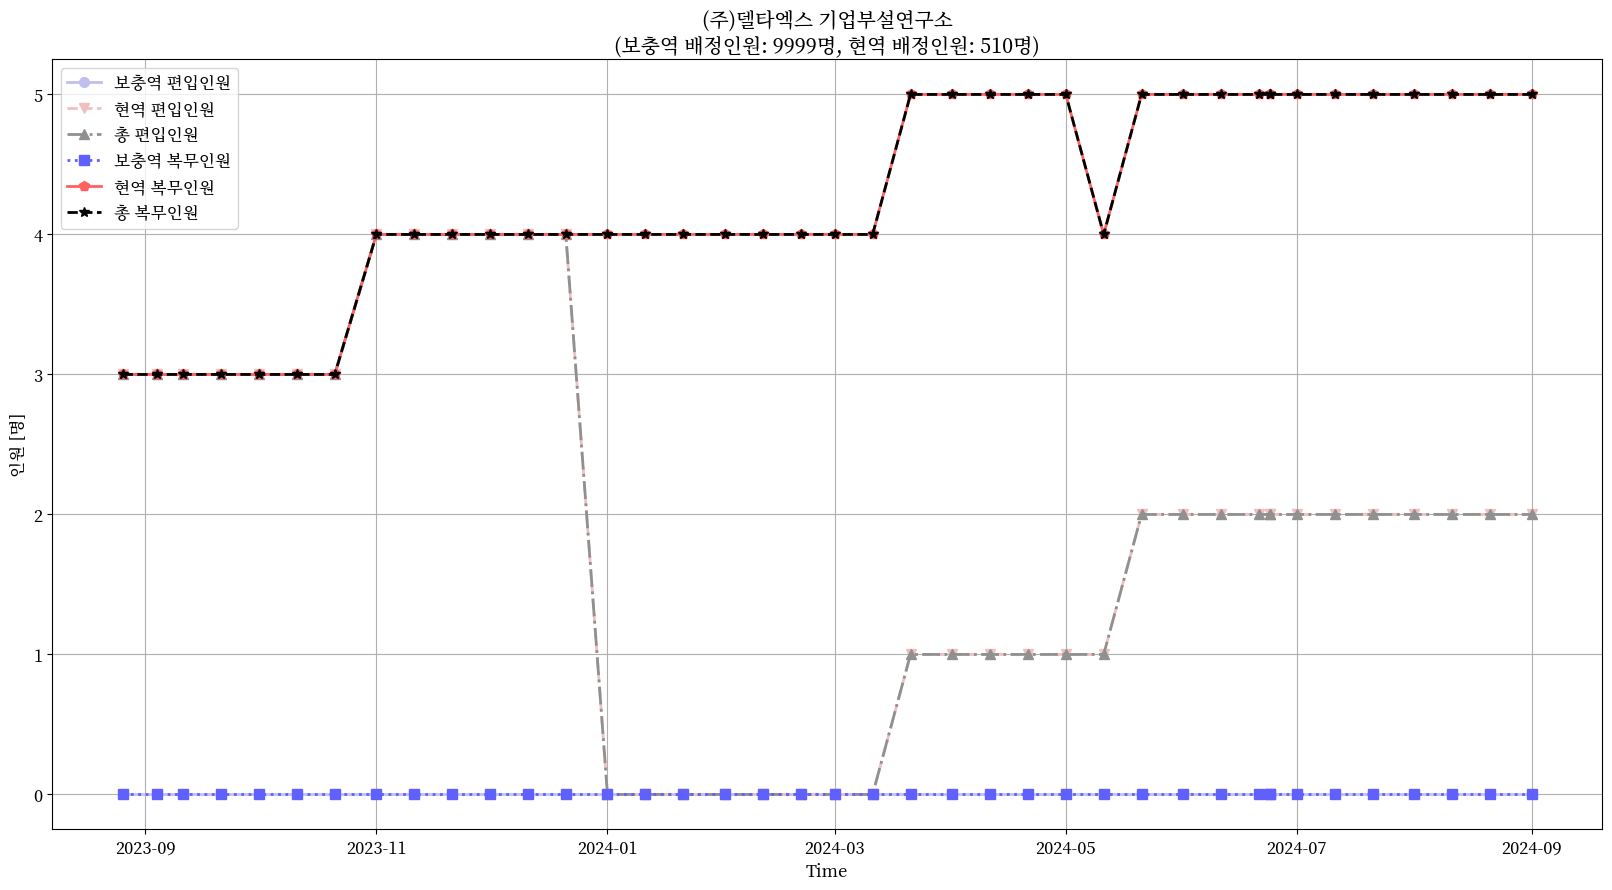 (주)델타엑스 기업부설연구소
(보충역 배정인원: 9999명, 현역 배정인원: 510명)
보충역 편입인원
현역 편입인원
총 편입인원
보충역 복무인원
현역 복무인원
총 복무인원
5
4
3
2
1
0
인원 [명]
2023-09
2023-11
2024-01
2024-03
2024-05
2024-07
2024-09
Time